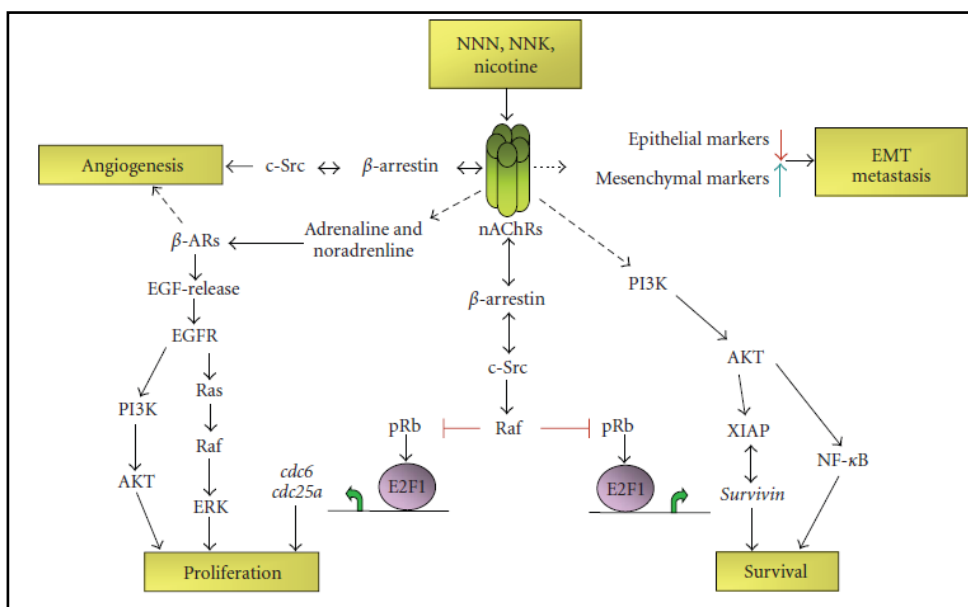 NNN, NNK,
nicotine
Angiogenesis
c-Src
β-arrestin
nAChRs
Epithelial markers
Mesenchymal markers
EMT
metastasis
Adrenaline and
noradrenline
β-ARs
EGF-release
EGFR
PI3K
AKT
Ras
Raf
ERK
β-arrestin
c-Src
Raf
pRb
pRb
E2F1
E2F1
cdc6
cdc25a
PI3K
AKT
XIAP
NF-κB
Survivin
Proliferation
Survival